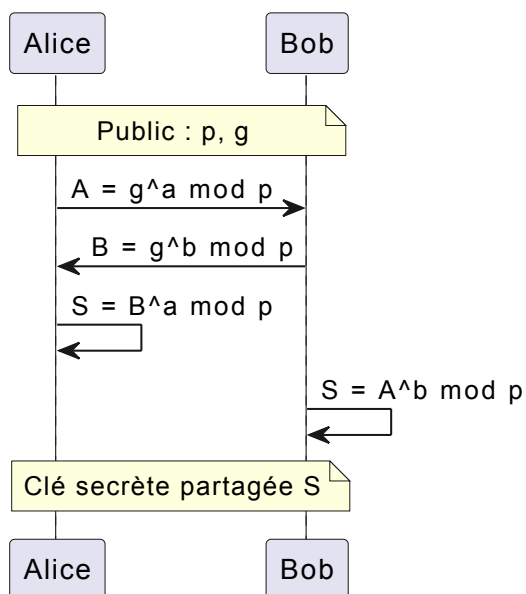 Alice Bob
Public : p, g
A = g^a mod p
B = g^b mod p
S = B^a mod p
S = A^b mod p
Clé secrète partagée S
Alice Bob